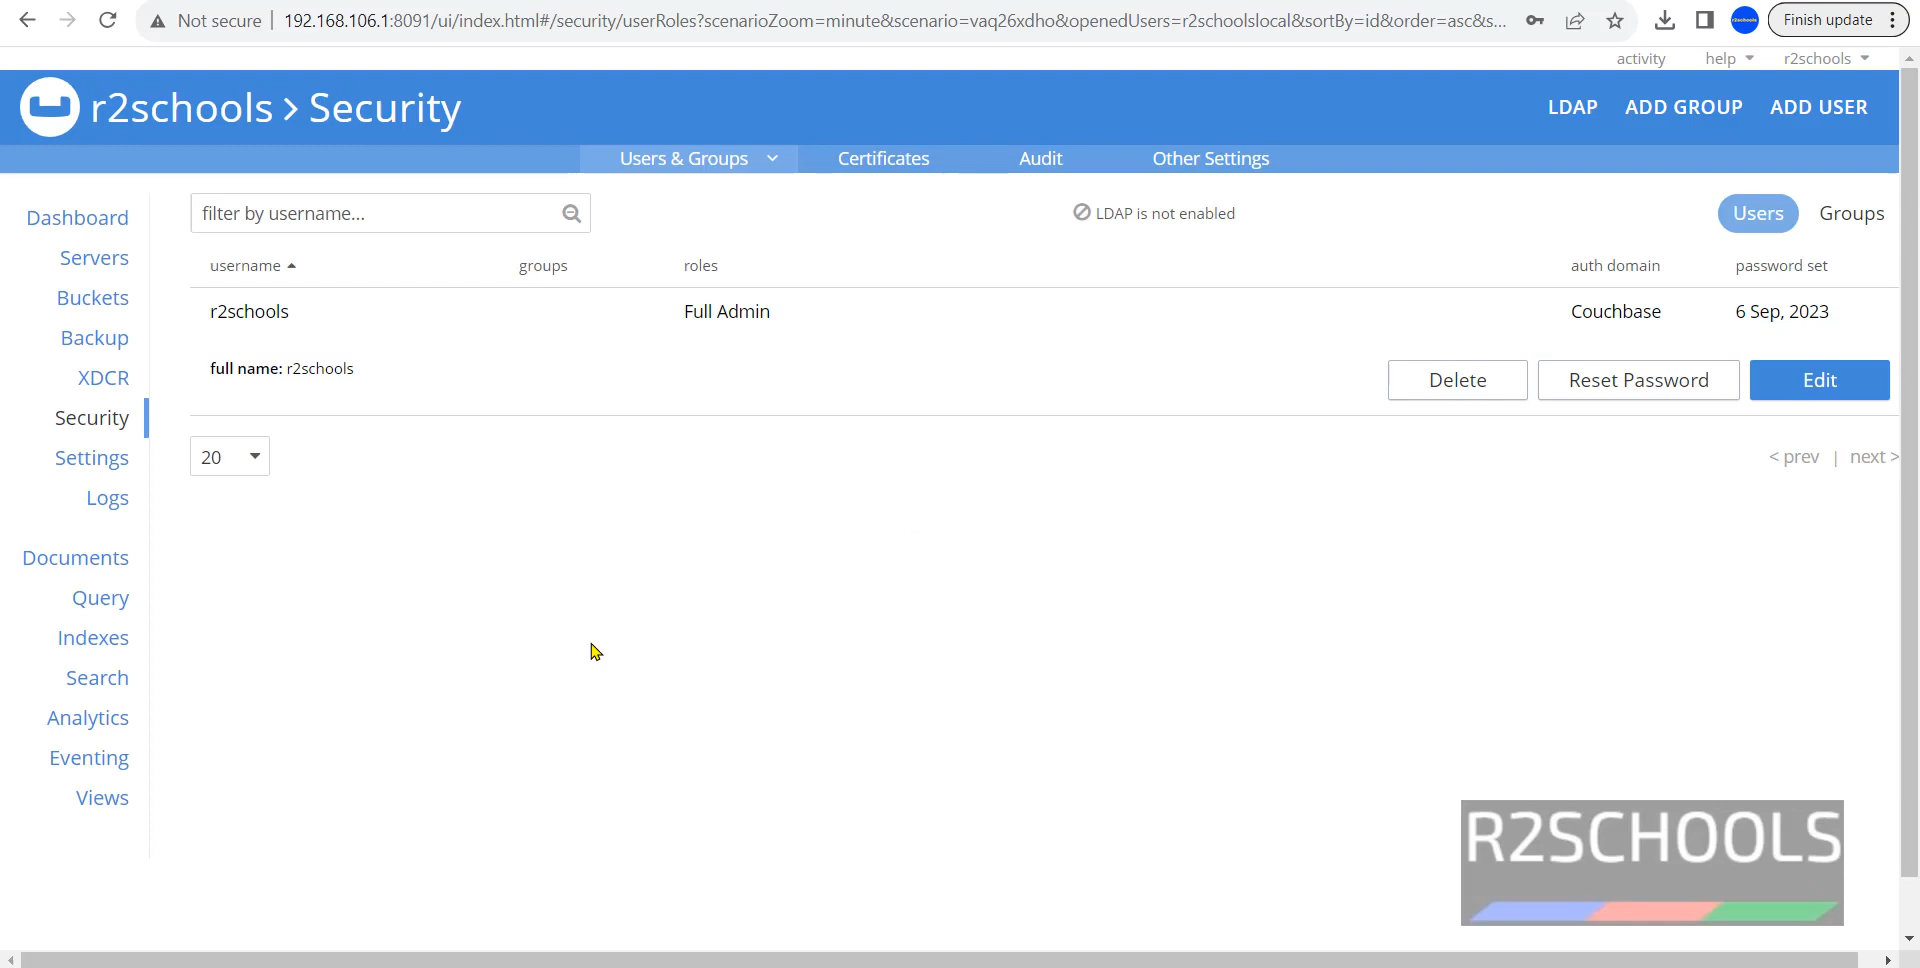 Not secure 192.168.106.1:8091/ui/index.html#/security/userRoles?scenarioZoom=minute&scenario=vaq26xdho&openedUsers=r2schoolslocal&sortBy=id&order=asc&s... Finish update
activity help r2schools
r2schools > Security LDAP ADD GROUP ADD USER
Users & Groups Certificates Audit Other Settings
Dashboard
Servers
Buckets
Backup
XDCR
Security
Settings
Logs
Documents
Query
Indexes
Search
Analytics
Eventing
Views
filter by username... LDAP is not enabled Users Groups
username groups roles auth domain password set
r2schools Full Admin Couchbase 6 Sep, 2023
full name: r2schools Delete Reset Password Edit
20 < prev | next >
R2SCHOOLS